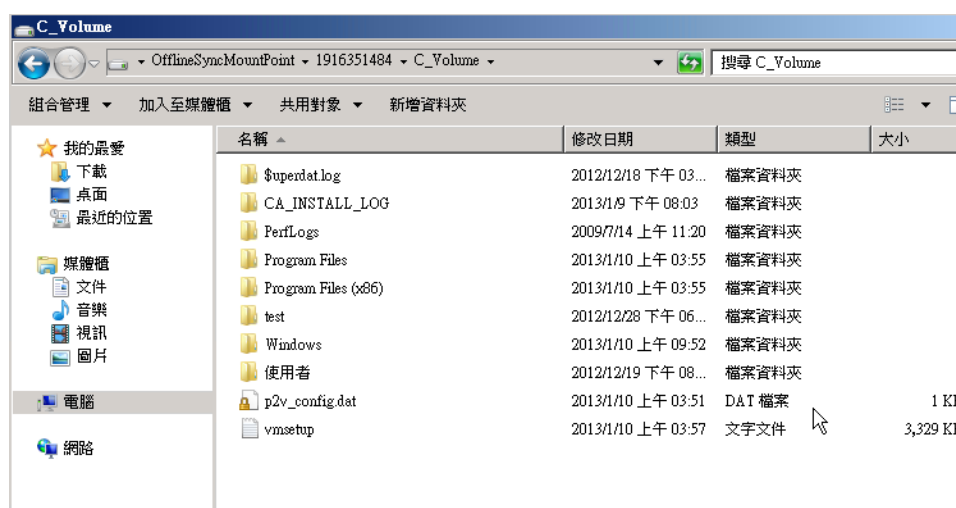 C_Volume
OfflineSyncMountPoint 1916351484 C_Volume 搜尋 C_Volume
組合管理 加入至媒體櫃 共用對象 新增資料夾
我的最愛
下載
桌面
最近的位置
媒體櫃
文件
音樂
視訊
圖片
電腦
網路
名稱 修改日期 類型 大小
$uperdat.log 2012/12/18 下午 03... 檔案資料夾
CA_INSTALL_LOG 2013/1/9 下午 08:03 檔案資料夾
PerfLogs 2009/7/14 上午 11:20 檔案資料夾
Program Files 2013/1/10 上午 03:55 檔案資料夾
Program Files (x86) 2013/1/10 上午 03:55 檔案資料夾
test 2012/12/28 下午 06... 檔案資料夾
Windows 2013/1/10 上午 09:52 檔案資料夾
使用者 2012/12/19 下午 08... 檔案資料夾
p2v_config.dat 2013/1/10 上午 03:51 DAT 檔案 1
vmsetup 2013/1/10 上午 03:57 文字文件 3,329